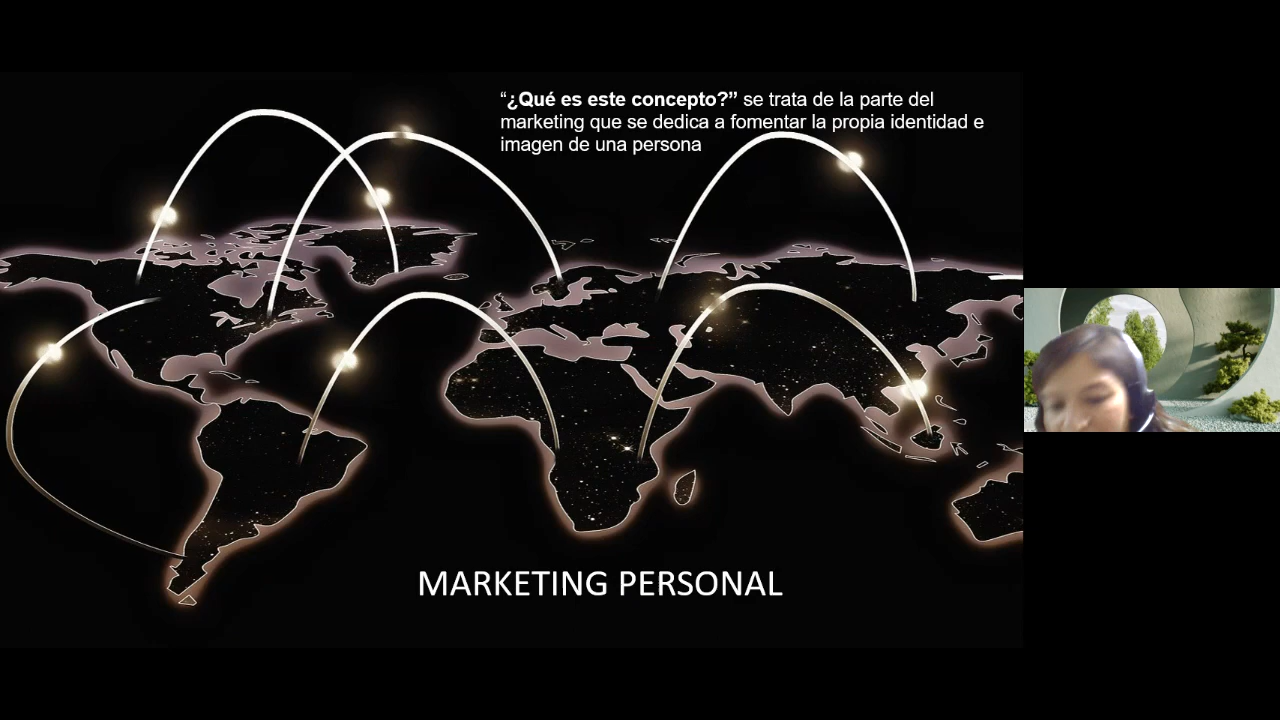 “¿Qué es este concepto?” se trata de la parte del
marketing que se dedica a fomentar la propia identidad e
imagen de una persona
MARKETING PERSONAL